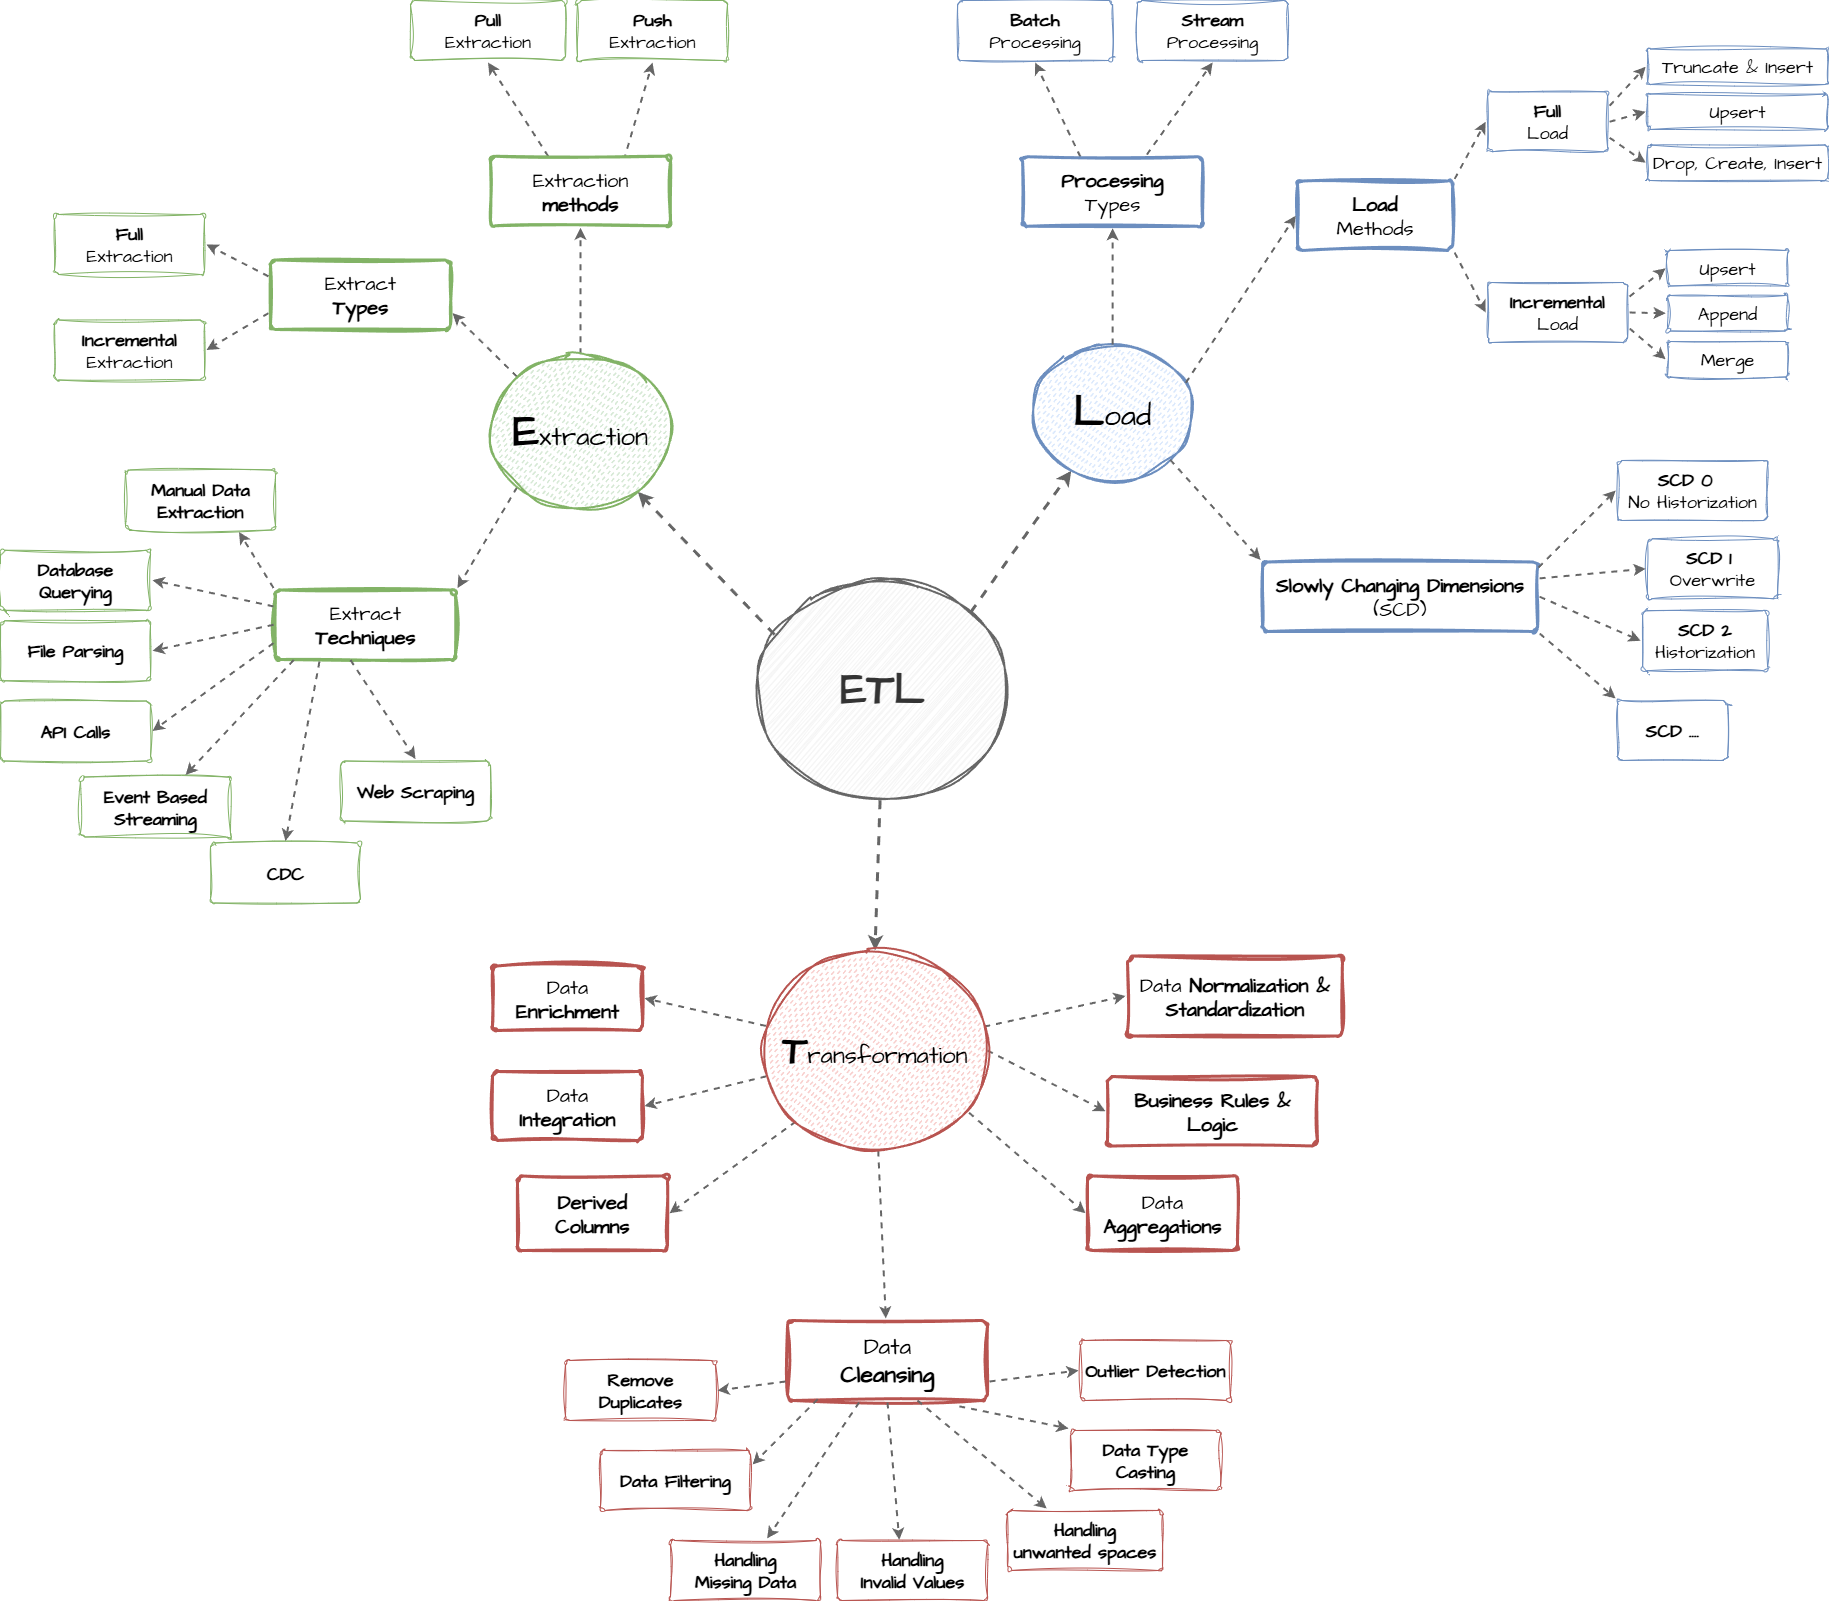 Pull
Extraction
Push
Extraction
Batch
Processing
Stream
Processing
Truncate & Insert
Full
Load
Upsert
Drop, Create, Insert
Extraction
methods
Processing
Types
Load
Methods
Full
Extraction
Extract
Types
Incremental
Extraction
Upsert
Incremental
Load
Append
Merge
Extraction
Load
Manual Data
Extraction
SCD 0
No Historization
Database
Querying
Extract
Techniques
Slowly Changing Dimensions
(SCD)
SCD 1
Overwrite
SCD 2
Historization
File Parsing
API Calls
ETL
SCD ....
Event Based
Streaming
Web Scraping
CDC
Data
Enrichment
Data Normalization &
Standardization
Transformation
Data
Integration
Business Rules &
Logic
Derived
Columns
Data
Aggregations
Data
Cleansing
Remove
Duplicates
Outlier Detection
Data Filtering
Data Type
Casting
Handling
Missing Data
Handling
Invalid Values
Handling
unwanted spaces